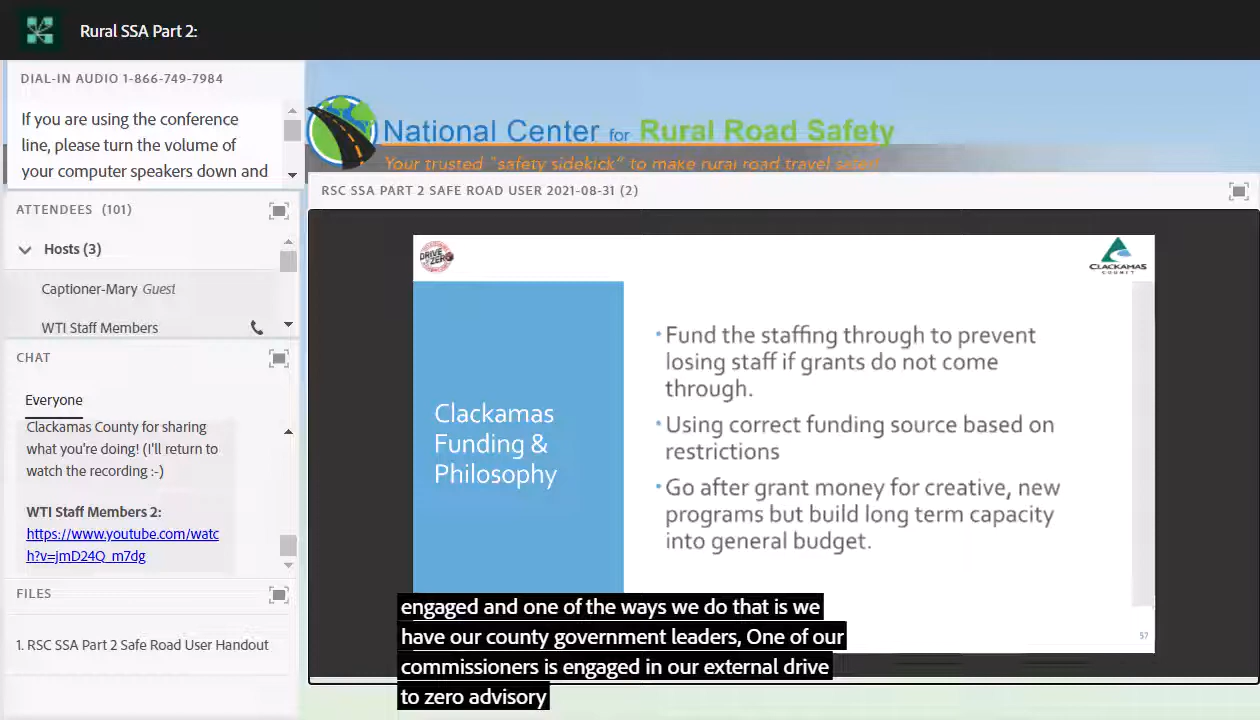 Rural SSA Part 2:
DIAL-IN AUDIO 1-866-749-7984
If you are using the conference
line, please turn the volume of
your computer speakers down and
ATTENDEES (101)
Hosts (3)
Captioner-Mary Guest
WTI Staff Members
CHAT
Everyone
Clackamas County for sharing
what you're doing! (I'll return to
watch the recording :-)
WTI Staff Members 2:
https://www.youtube.com/watc
h?v=jmD24Q_m7dg
FILES
1. RSC SSA Part 2 Safe Road User Handout
National Center for Rural Road Safety
Your trusted "safety sidekick" to make rural road travel safer!
RSC SSA PART 2 SAFE ROAD USER 2021-08-31 (2)
DRIVE TO ZERO
CLACKAMAS
COUNTY
Clackamas
Funding &
Philosophy
• Fund the staffing through to prevent
losing staff if grants do not come
through.
• Using correct funding source based on
restrictions
• Go after grant money for creative, new
programs but build long term capacity
into general budget.
57
engaged and one of the ways we do that is we
have our county government leaders, One of our
commissioners is engaged in our external drive
to zero advisory